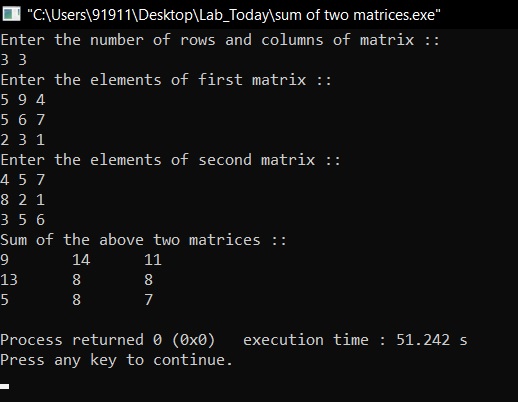 "C:\Users\91911\Desktop\Lab_Today\sum of two matrices.exe"
Enter the number of rows and columns of matrix ::
3 3
Enter the elements of first matrix ::
5 9 4
5 6 7
2 3 1
Enter the elements of second matrix ::
4 5 7
8 2 1
3 5 6
Sum of the above two matrices ::
9 14 11
13 8 8
5 8 7
Process returned 0 (0x0) execution time : 51.242 s
Press any key to continue.